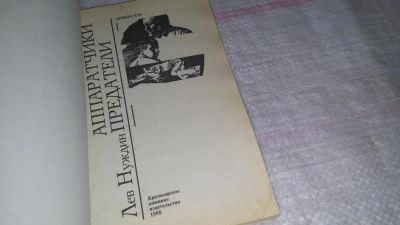 Лев Нуждин
АППАРАТЧИКИ
ПРЕДАТЕЛИ
ПОВЕСТИ
Красноярское
книжное
издательство
1990